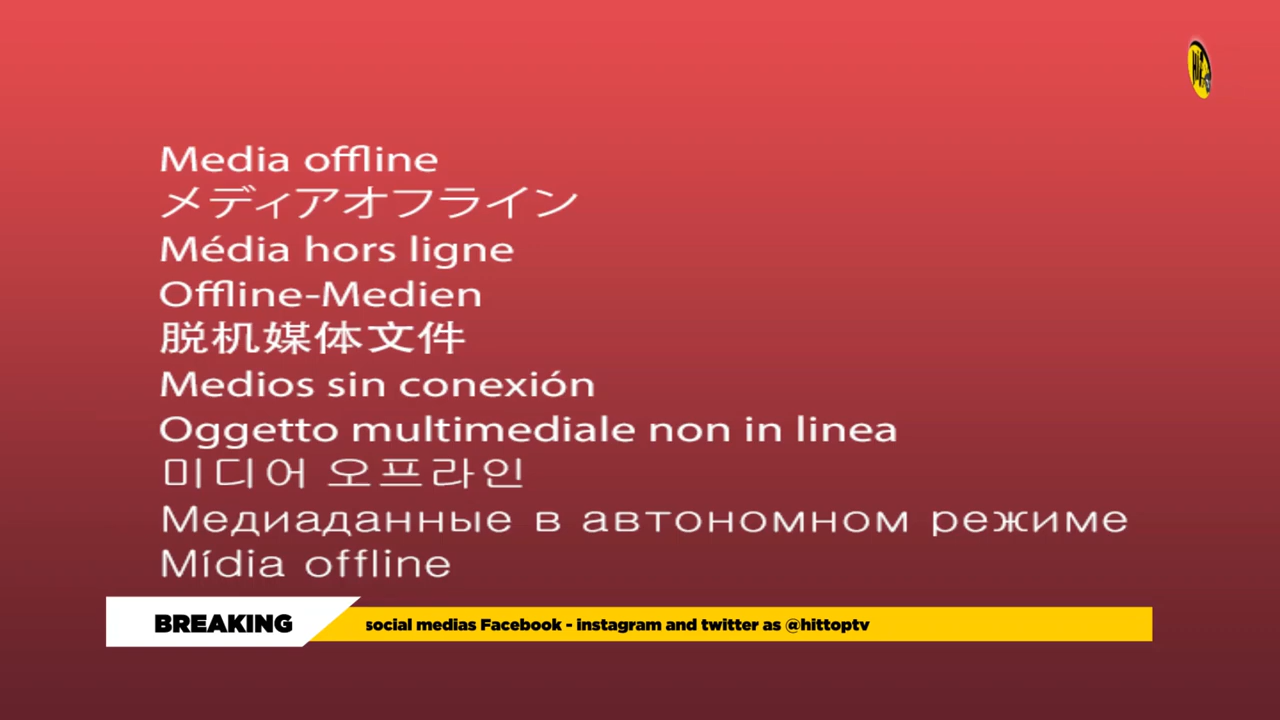 Media offline
メディアオフライン
Média hors ligne
Offline-Medien
脱机媒体文件
Medios sin conexión
Oggetto multimediale non in linea
미디어 오프라인
Медиаданные в автономном режиме
Mídia offline
BREAKING
social medias Facebook - instagram and twitter as @hittoptv